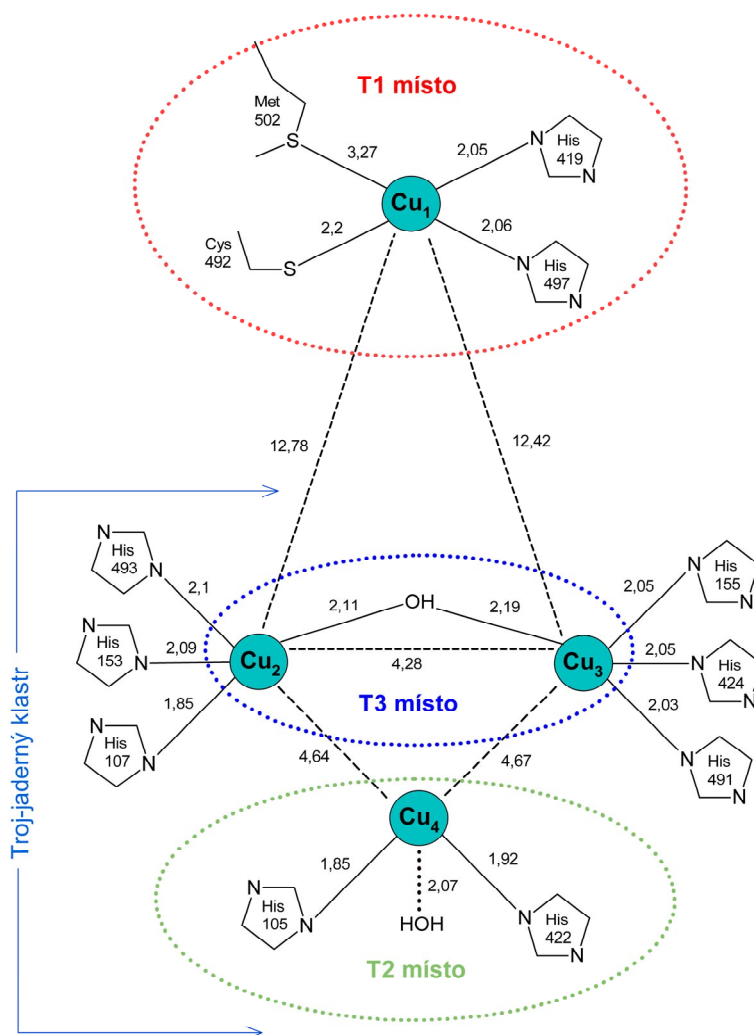 T1 místo
Met
502
S
3,27
2,05
N
His
419
N
Cu1
Cys
492
S
2,2
2,06
N
His
497
N
12,78
12,42
Troj-jaderný klastr
N
His
493
N
2,1
N
His
153
N
2,09
N
His
107
N
1,85
2,11
OH
2,19
Cu2
4,28
Cu3
T3 místo
2,05
N
His
155
N
2,05
N
His
424
N
2,03
N
His
491
N
4,64
4,67
Cu4
1,85
2,07
1,92
N
His
105
N
HOH
N
His
422
N
T2 místo